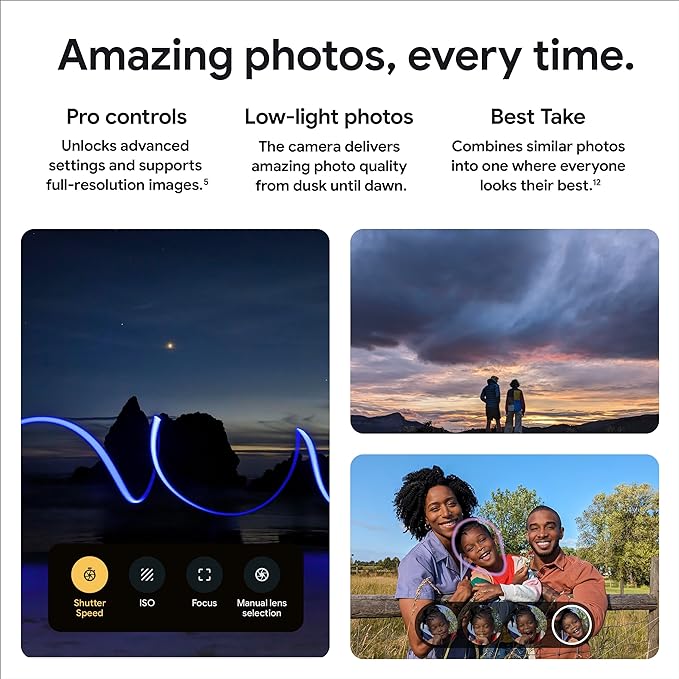 Amazing photos, every time.
Pro controls
Unlocks advanced
settings and supports
full-resolution images.⁵
Low-light photos
The camera delivers
amazing photo quality
from dusk until dawn.
Best Take
Combines similar photos
into one where everyone
looks their best.¹²
Shutter
Speed
ISO
Focus
Manual lens
selection